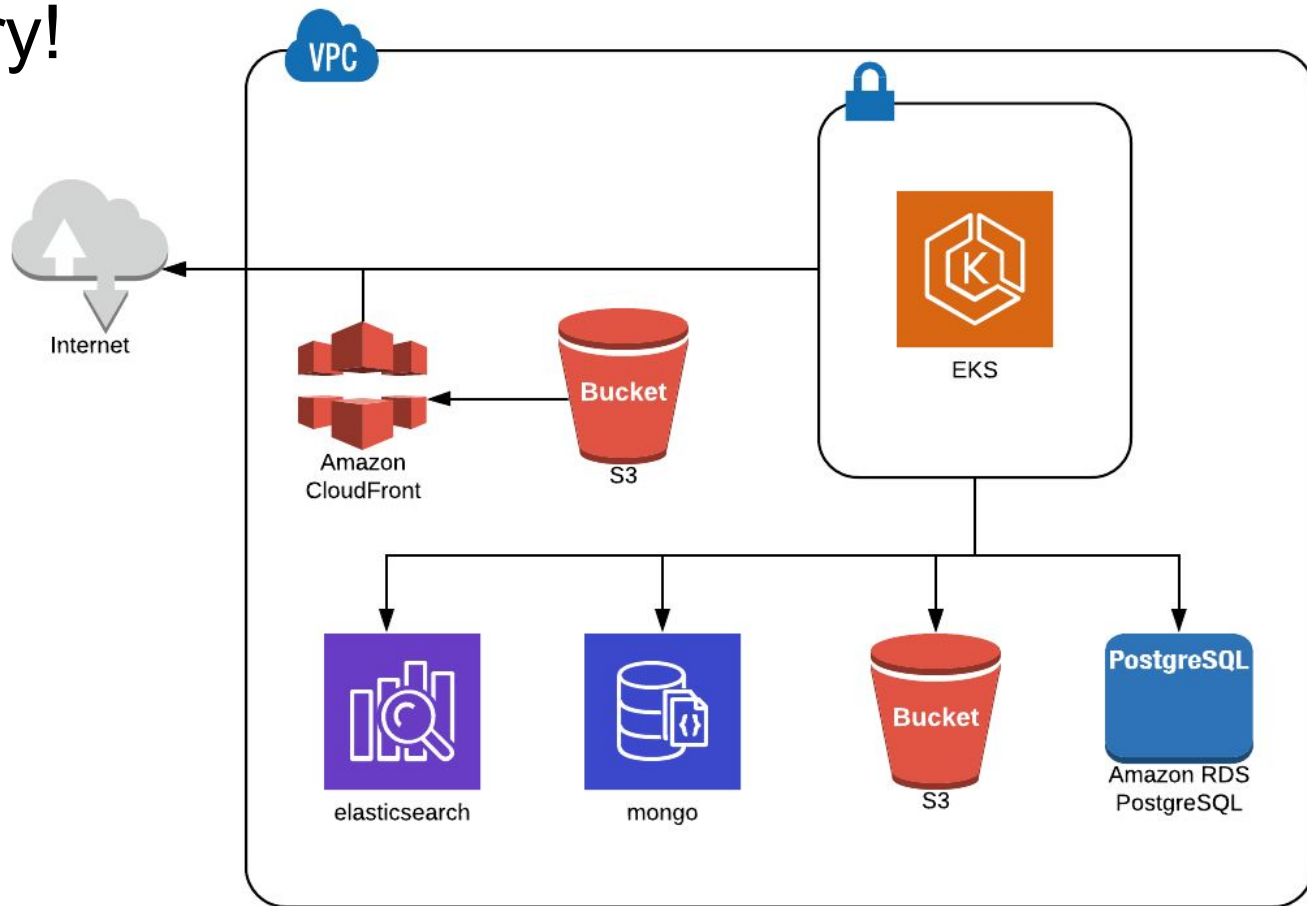 ry!
VPC
K
Internet
EKS
Bucket
S3
Amazon
CloudFront
elasticsearch
{}
mongo
Bucket
S3
PostgreSQL
Amazon RDS
PostgreSQL